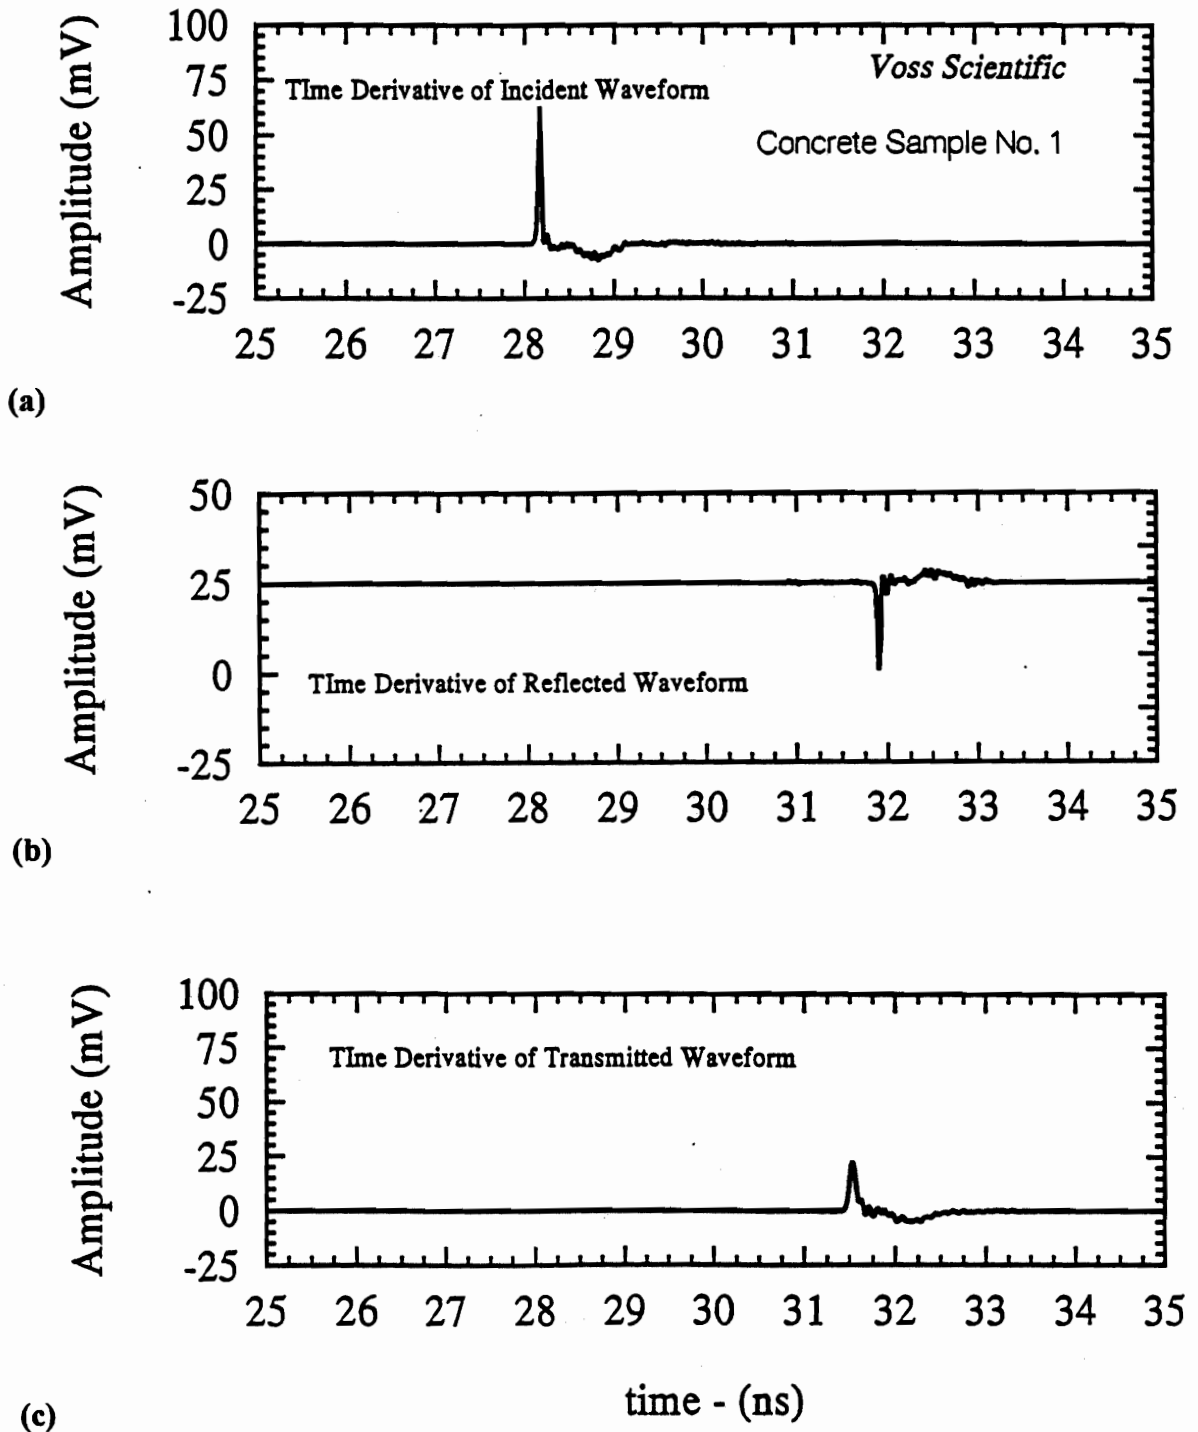 100
Voss Scientific
75
TIme Derivative of Incident Waveform
Concrete Sample No. 1
50
25
0
-25
Amplitude (mV)
25 26 27 28 29 30 31 32 33 34 35
(a)
50
25
0
TIme Derivative of Reflected Waveform
-25
Amplitude (mV)
25 26 27 28 29 30 31 32 33 34 35
(b)
100
75
TIme Derivative of Transmitted Waveform
50
25
0
-25
Amplitude (mV)
25 26 27 28 29 30 31 32 33 34 35
time - (ns)
(c)